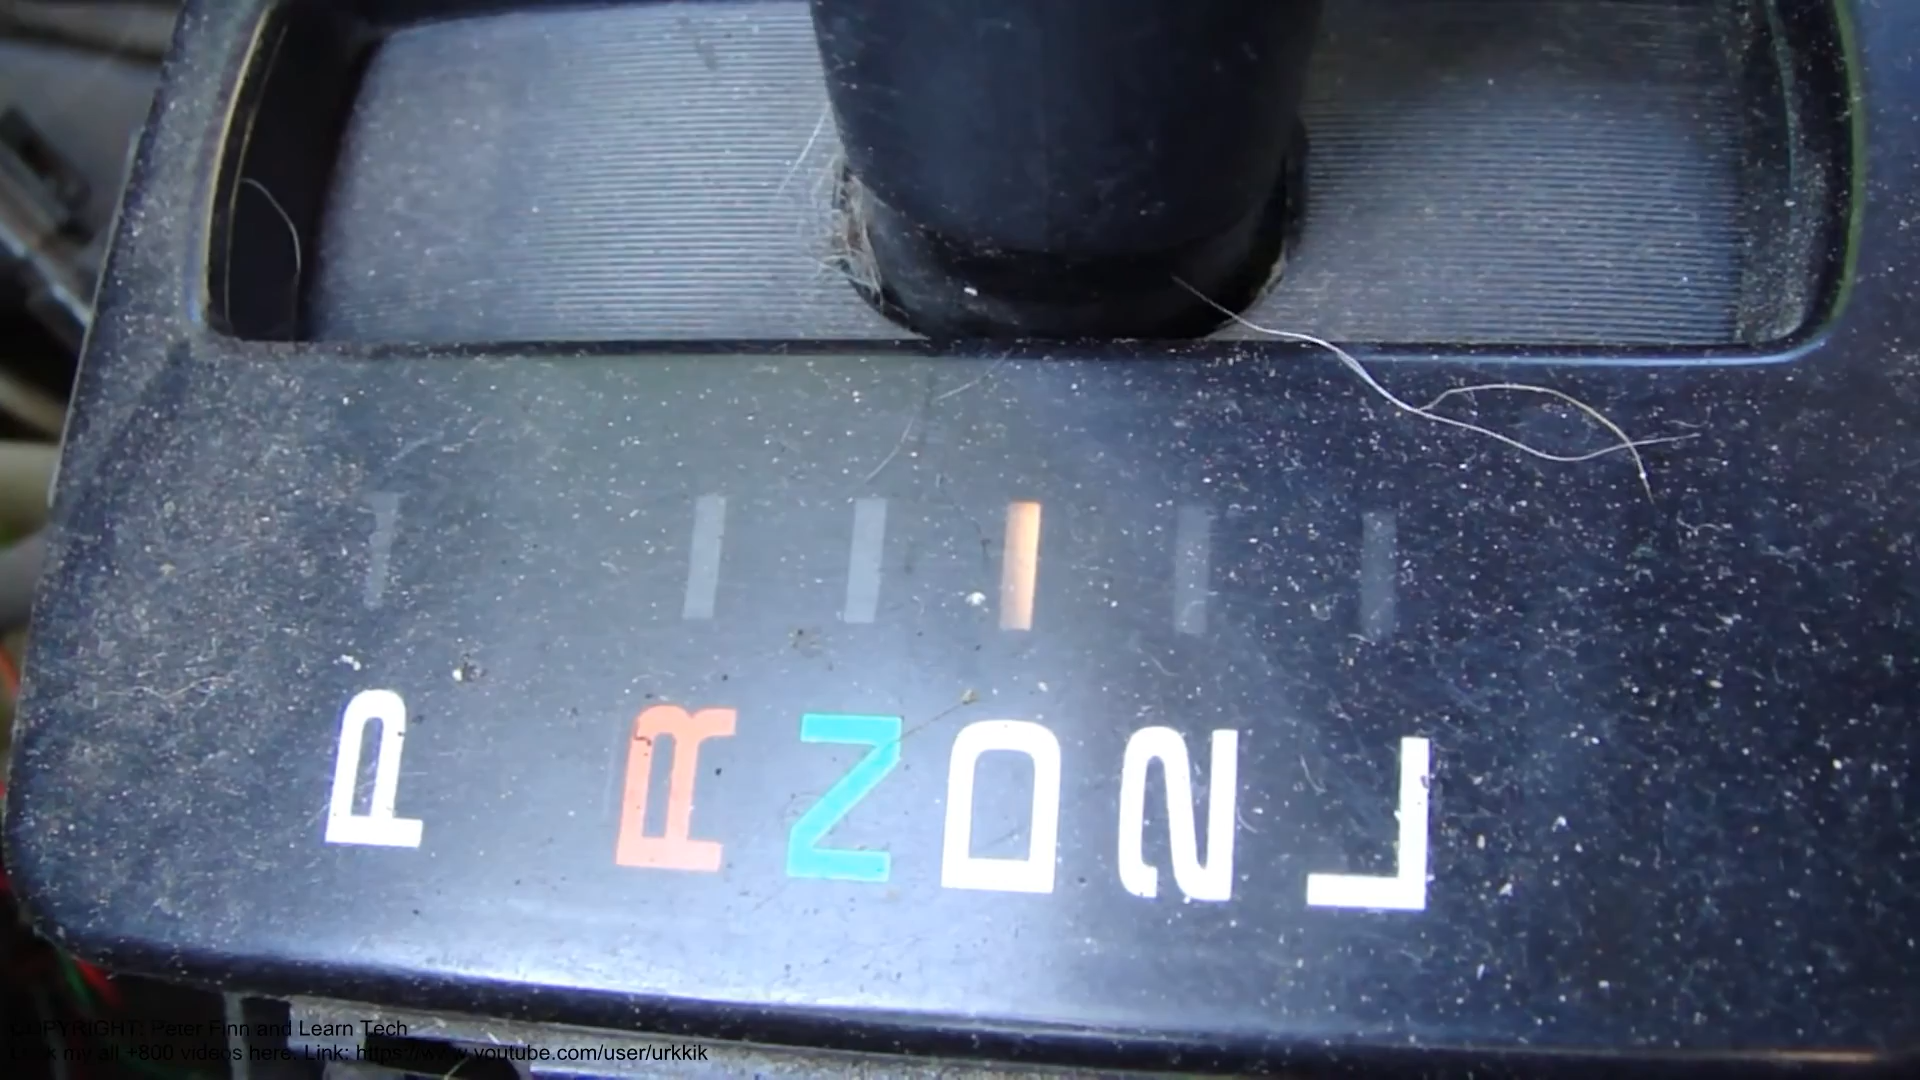 P R N D 2 L
COPYRIGHT: Peter Finn and Learn Tech
Look my all +800 videos here. Link: https://www.youtube.com/user/urkkik